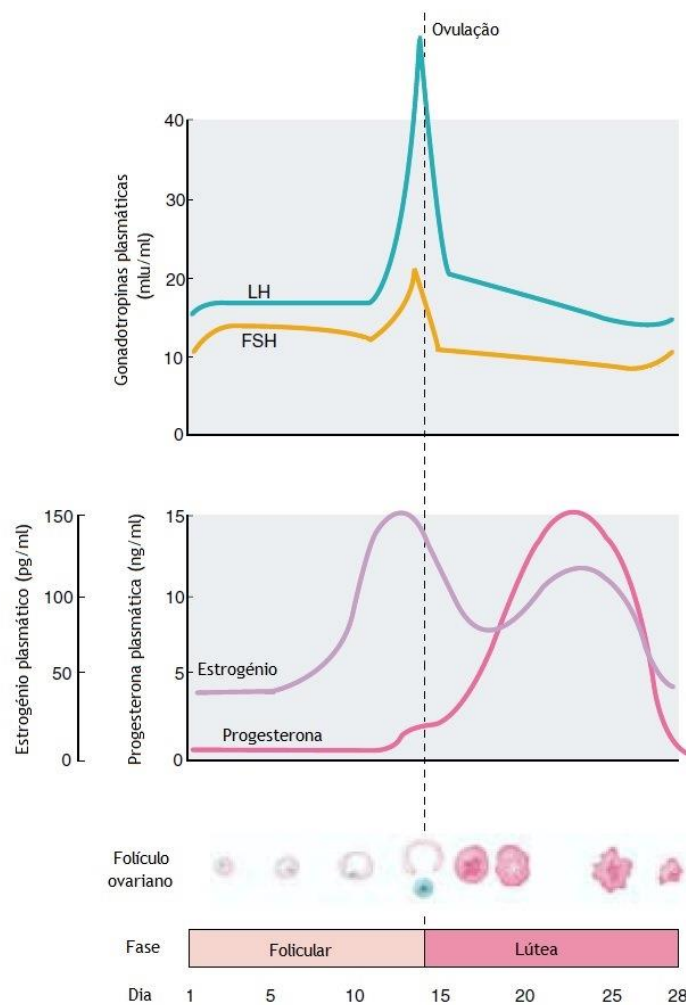 Ovulação
Gonadotropinas plasmáticas
(mlu/ml)
40
30
20
10
0
LH
FSH
Estrogénio plasmático (pg/ml)
150
100
50
0
Progesterona plasmática (ng/ml)
15
10
5
0
Estrogénio
Progesterona
Folículo
ovariano
Fase Folicular Lútea
Dia 1 5 10 15 20 25 28